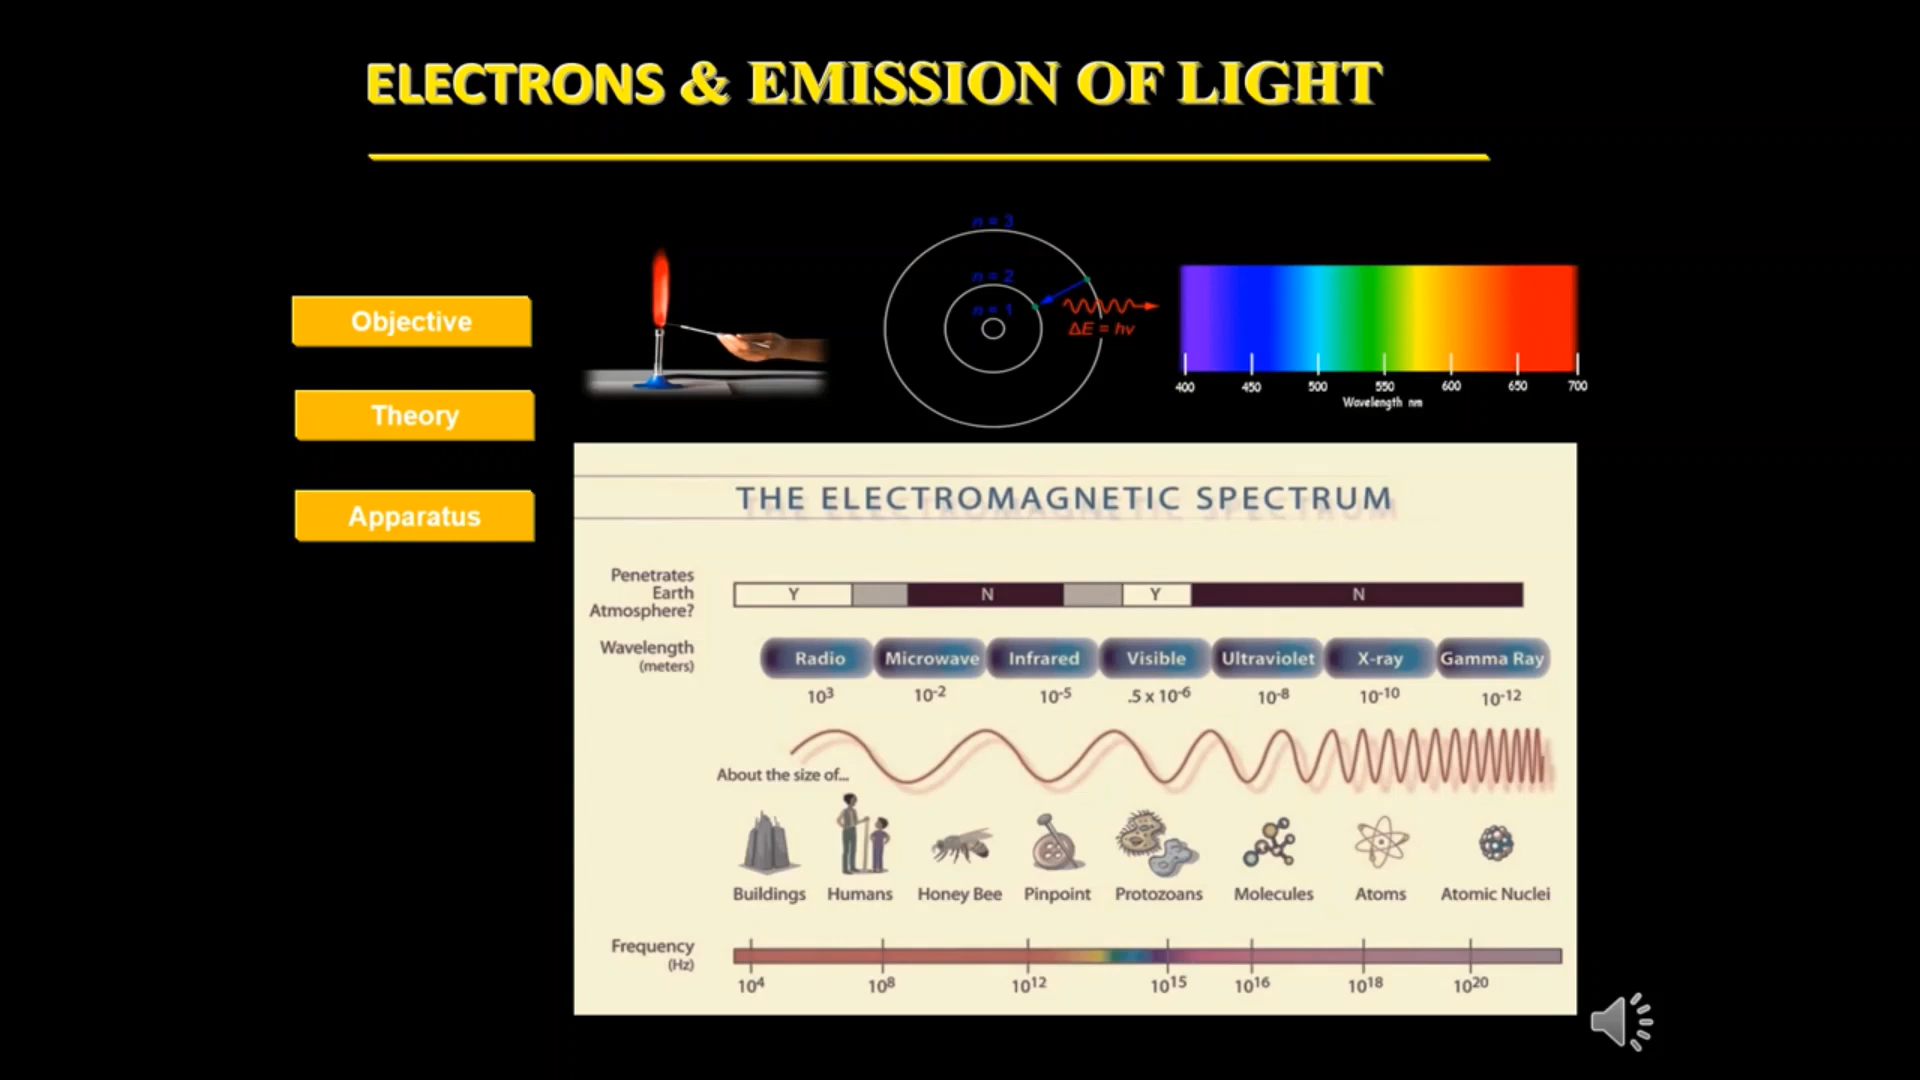 ELECTRONS & EMISSION OF LIGHT
Objective
Theory
Apparatus
n = 3
n = 2
n = 1
ΔE = hν
400 450 500 550 600 650 700
Wavelength nm
THE ELECTROMAGNETIC SPECTRUM
Penetrates
Earth
Atmosphere?
Y N Y N
Wavelength
(meters)
Radio Microwave Infrared Visible Ultraviolet X-ray Gamma Ray
10³ 10⁻² 10⁻⁵ .5 x 10⁻⁶ 10⁻⁸ 10⁻¹⁰ 10⁻¹²
About the size of...
Buildings Humans Honey Bee Pinpoint Protozoans Molecules Atoms Atomic Nuclei
Frequency
(Hz)
10⁴ 10⁸ 10¹² 10¹⁵ 10¹⁶ 10¹⁸ 10²⁰